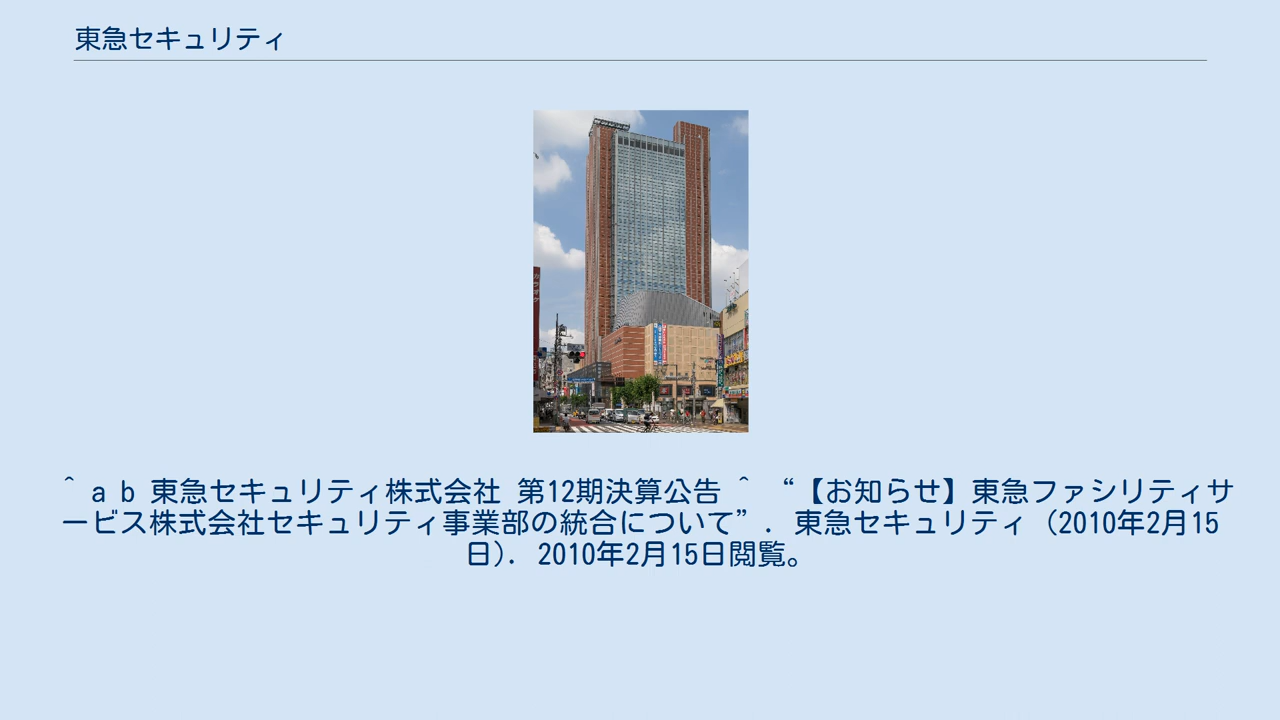 東急セキュリティ
^ a b 東急セキュリティ株式会社 第12期決算公告 ^ “【お知らせ】東急ファシリティサ
ービス株式会社セキュリティ事業部の統合について”. 東急セキュリティ (2010年2月15
日). 2010年2月15日閲覧。